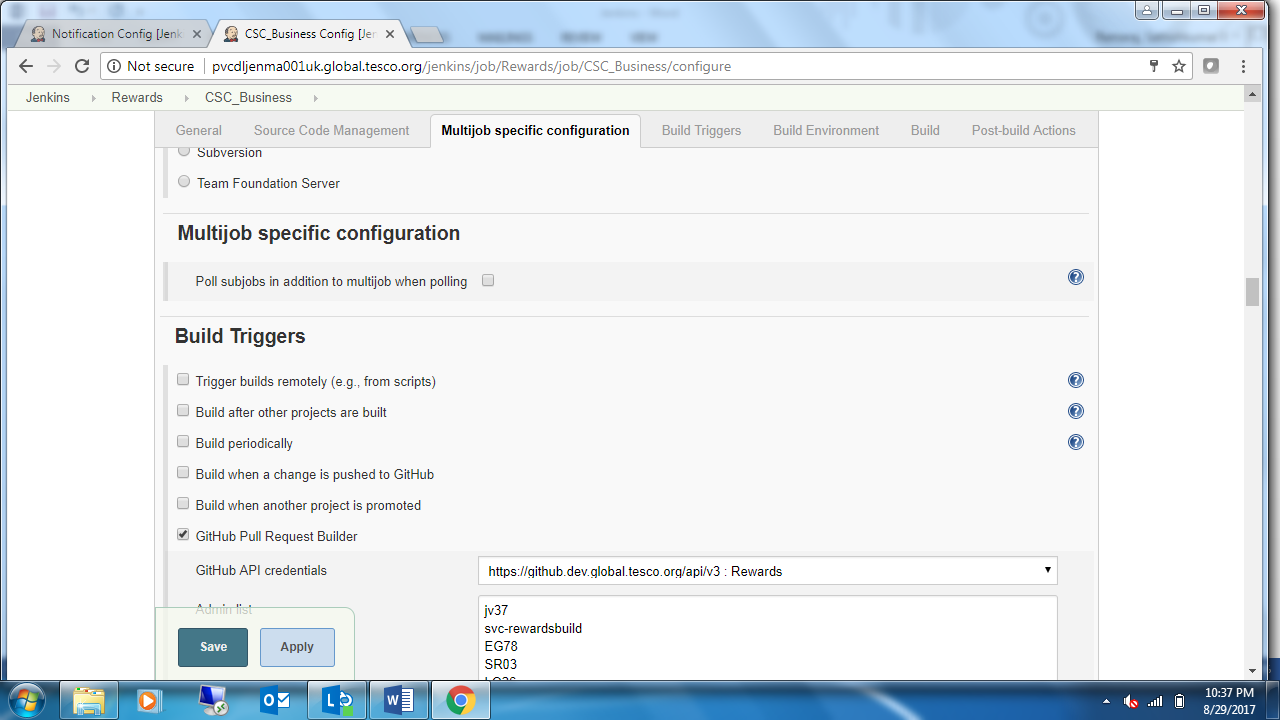 Notification Config [Jenk
CSC_Business Config [Jen
Not secure
pvcdljenma001uk.global.tesco.org/jenkins/job/Rewards/job/CSC_Business/configure
Jenkins
Rewards
CSC_Business
General
Source Code Management
Multijob specific configuration
Build Triggers
Build Environment
Build
Post-build Actions
Subversion
Team Foundation Server
Multijob specific configuration
Poll subjobs in addition to multijob when polling
Build Triggers
Trigger builds remotely (e.g., from scripts)
Build after other projects are built
Build periodically
Build when a change is pushed to GitHub
Build when another project is promoted
GitHub Pull Request Builder
GitHub API credentials
https://github.dev.global.tesco.org/api/v3 : Rewards
Admin list
jv37
svc-rewardsbuild
EG78
SR03
Save
Apply
10:37 PM
8/29/2017